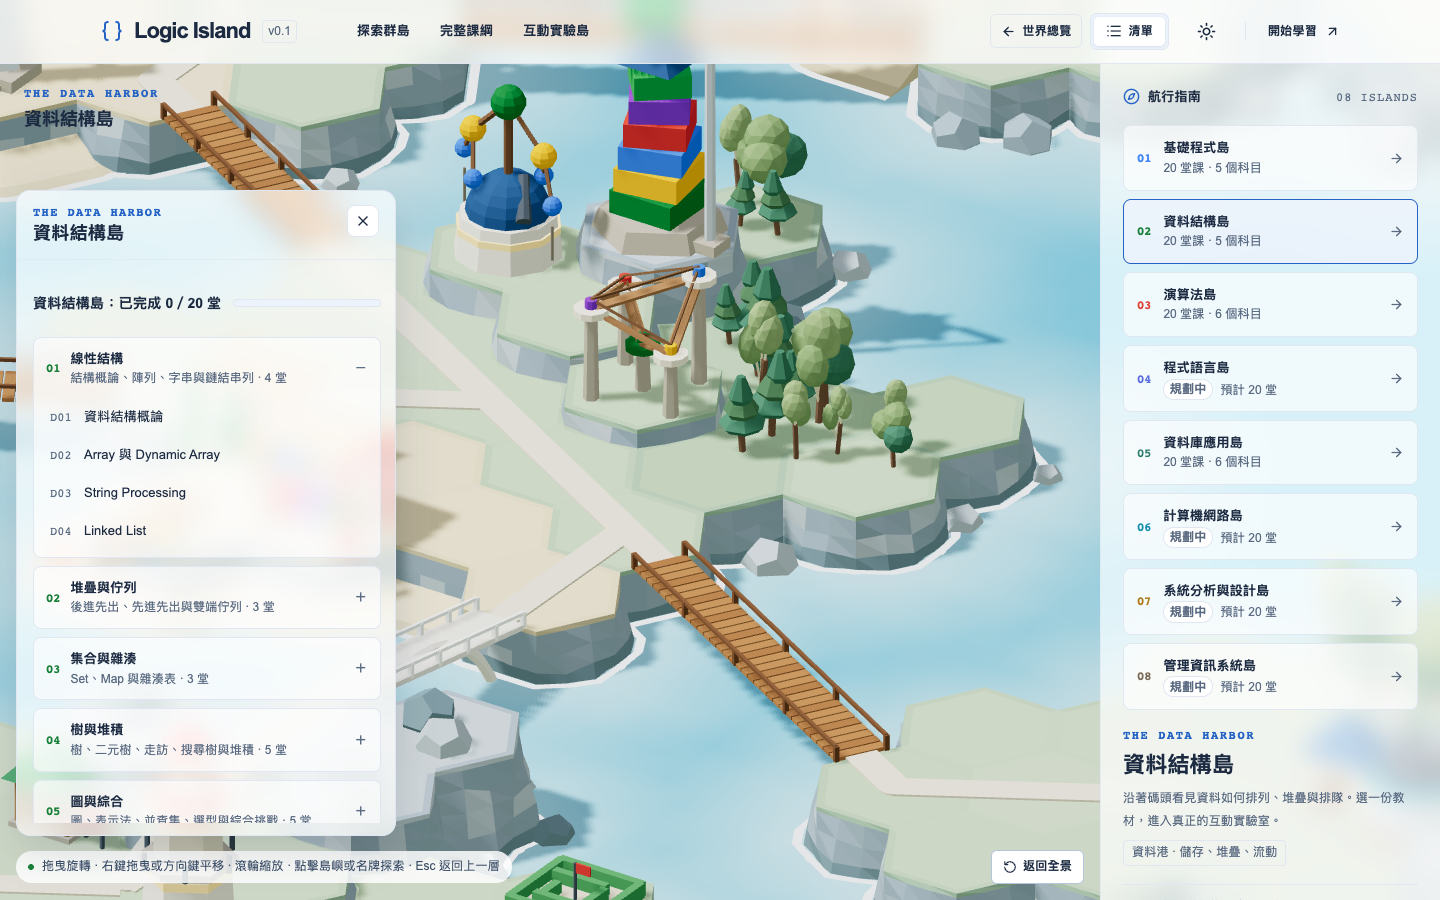 Logic Island v0.1 探索群島 完整課綱 互動實驗島 世界總覽 清單 開始學習
THE DATA HARBOR
資料結構島
THE DATA HARBOR
資料結構島
資料結構島：已完成 0 / 20 堂
01 線性結構
結構概論、陣列、字串與鏈結串列 · 4 堂
D01 資料結構概論
D02 Array 與 Dynamic Array
D03 String Processing
D04 Linked List
02 堆疊與佇列
後進先出、先進先出與雙端佇列 · 3 堂
03 集合與雜湊
Set、Map 與雜湊表 · 3 堂
04 樹與堆積
樹、二元樹、走訪、搜尋樹與堆積 · 5 堂
05 圖與綜合
圖、表示法、並查集、選型與綜合挑戰 · 5 堂
拖曳旋轉 · 右鍵拖曳或方向鍵平移 · 滾輪縮放 · 點擊島嶼或名牌探索 · Esc 返回上一層
返回全景
航行指南 08 ISLANDS
01 基礎程式島
20 堂課 · 5 個科目
02 資料結構島
20 堂課 · 5 個科目
03 演算法島
20 堂課 · 6 個科目
04 程式語言島
規劃中 預計 20 堂
05 資料庫應用島
20 堂課 · 6 個科目
06 計算機網路島
規劃中 預計 20 堂
07 系統分析與設計島
規劃中 預計 20 堂
08 管理資訊系統島
規劃中 預計 20 堂
THE DATA HARBOR
資料結構島
沿著碼頭看見資料如何排列、堆疊與排隊。選一份教
材，進入真正的互動實驗室。
資料港 · 儲存、堆疊、流動